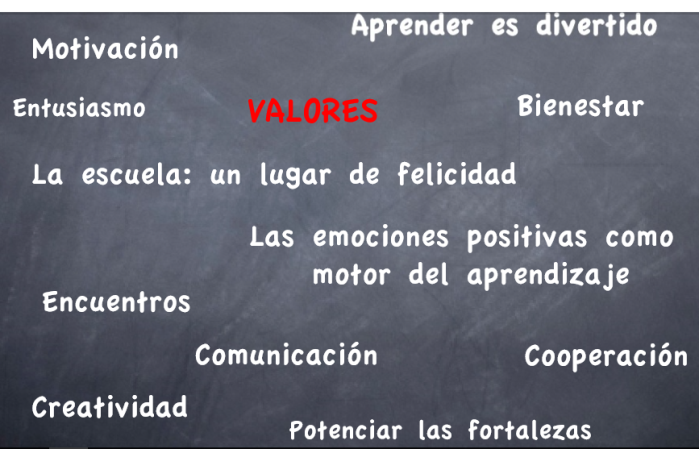 Aprender es divertido
Motivación
Entusiasmo
VALORES
Bienestar
La escuela: un lugar de felicidad
Las emociones positivas como
motor del aprendizaje
Encuentros
Comunicación
Cooperación
Creatividad
Potenciar las fortalezas